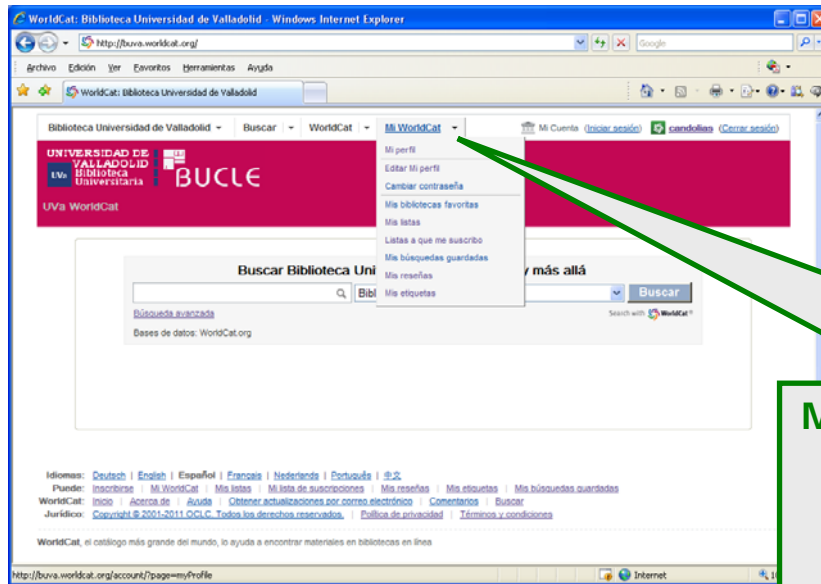 WorldCat: Biblioteca Universidad de Valladolid - Windows Internet Explorer
http://buva.worldcat.org/
Google
Archivo Edición Ver Favoritos Herramientas Ayuda
WorldCat: Biblioteca Universidad de Valladolid
Biblioteca Universidad de Valladolid Buscar WorldCat Mi WorldCat Mi Cuenta (Iniciar sesión) candolias (Cerrar sesión)
UNIVERSIDAD DE
VALLADOLID
UVa Biblioteca
Universitaria
BUCLE
UVa WorldCat
Mi perfil
Editar Mi perfil
Cambiar contraseña
Mis bibliotecas favoritas
Mis listas
Listas a que me suscribo
Mis búsquedas guardadas
Mis reseñas
Mis etiquetas
Buscar Biblioteca Uni y más allá
Bibl Buscar
Búsqueda avanzada
Search with WorldCat
Bases de datos: WorldCat.org
M
Idiomas: Deutsch | English | Español | Français | Nederlands | Português | 中文
Puede: Inscribirse | Mi WorldCat | Mis listas | Mi lista de suscripciones | Mis reseñas | Mis etiquetas | Mis búsquedas guardadas
WorldCat: Inicio | Acerca de | Ayuda | Obtener actualizaciones por correo electrónico | Comentarios | Buscar
Jurídico: Copyright © 2001-2011 OCLC. Todos los derechos reservados. | Política de privacidad | Términos y condiciones
WorldCat, el catálogo más grande del mundo, lo ayuda a encontrar materiales en bibliotecas en línea
http://buva.worldcat.org/account/?page=myProfile
Internet